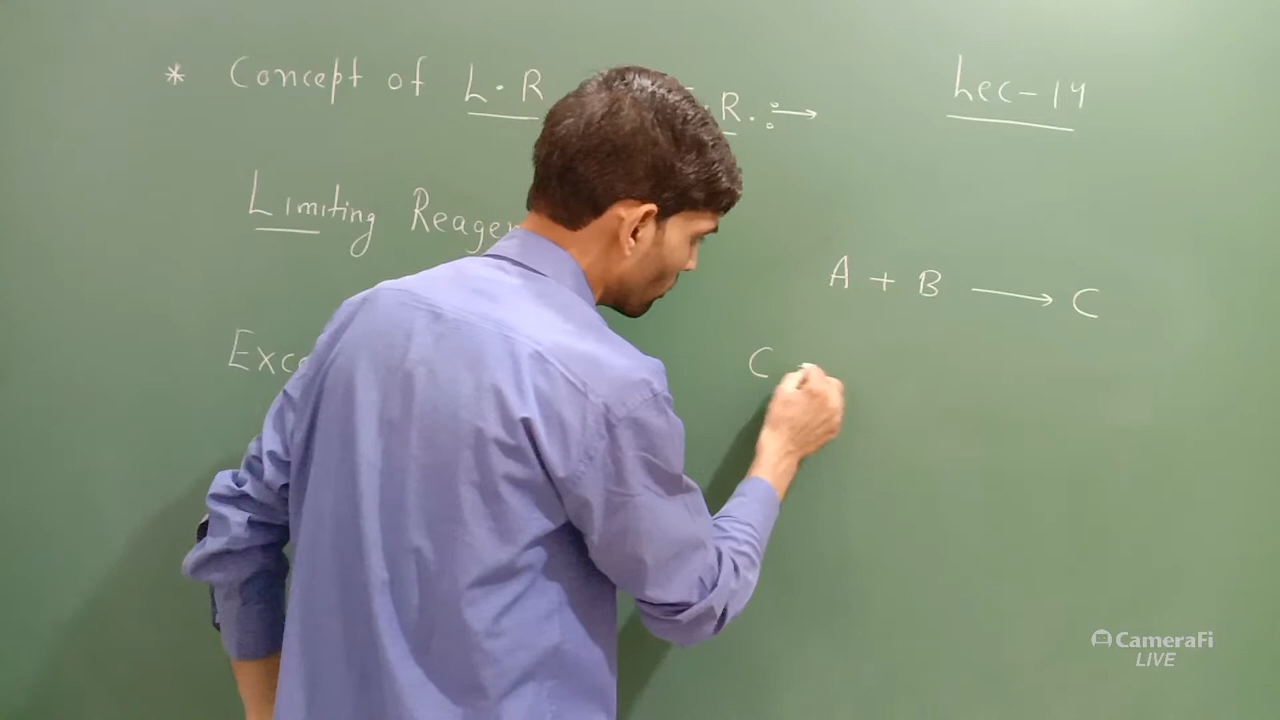 * Concept of L.R R. :→
Lec-14
Limiting Reagen
A + B → C
Exc
C
CameraFi
LIVE